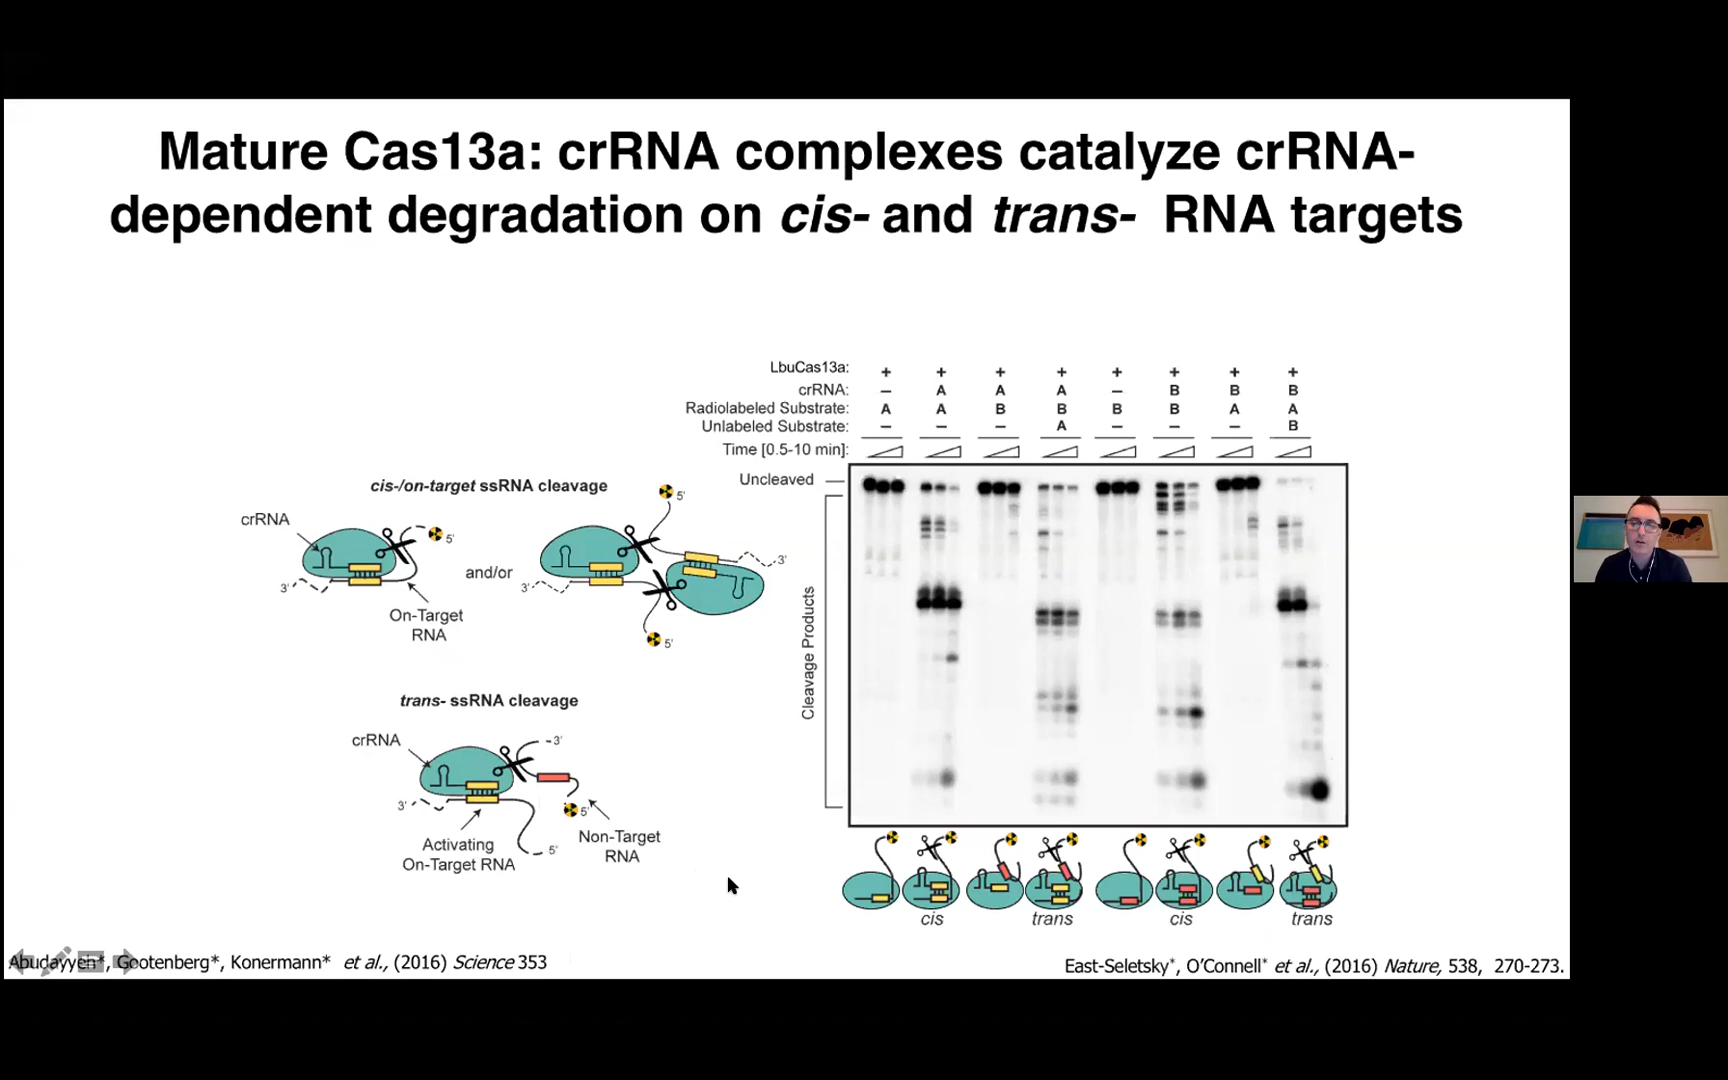 Mature Cas13a: crRNA complexes catalyze crRNA-
dependent degradation on cis- and trans- RNA targets
cis-/on-target ssRNA cleavage
crRNA
5'
3'
On-Target
RNA
and/or
5'
3'
3'
5'
trans- ssRNA cleavage
crRNA
3'
3'
5'
5'
Activating
On-Target RNA
Non-Target
RNA
LbuCas13a: + + + + + + + +
crRNA: – A A A – B B B
Radiolabeled Substrate: A A B B B B A A
Unlabeled Substrate: – – – A – – – B
Time [0.5-10 min]:
Uncleaved
Cleavage Products
cis trans cis trans
Abudayyen*, Gootenberg*, Konermann* et al., (2016) Science 353
East-Seletsky*, O'Connell* et al., (2016) Nature, 538, 270-273.